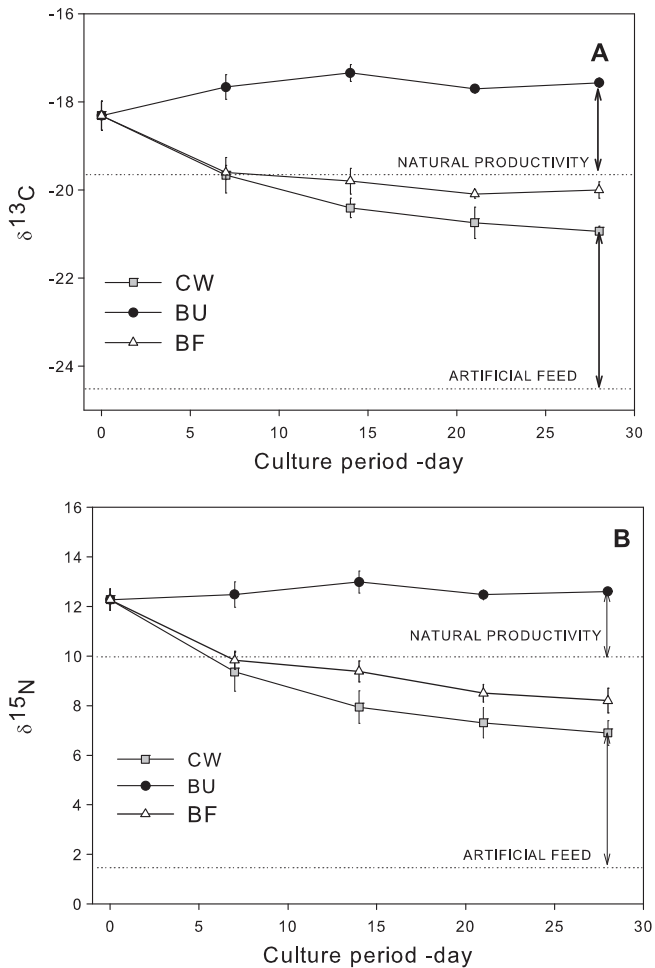 -16
A
-18
NATURAL PRODUCTIVITY
-20
δ13C
-22
CW
BU
BF
-24
ARTIFICIAL FEED
0 5 10 15 20 25 30
Culture period -day
16
B
14
12
NATURAL PRODUCTIVITY
10
δ15N
8
6
CW
BU
BF
4
ARTIFICIAL FEED
2
0
0 5 10 15 20 25 30
Culture period -day